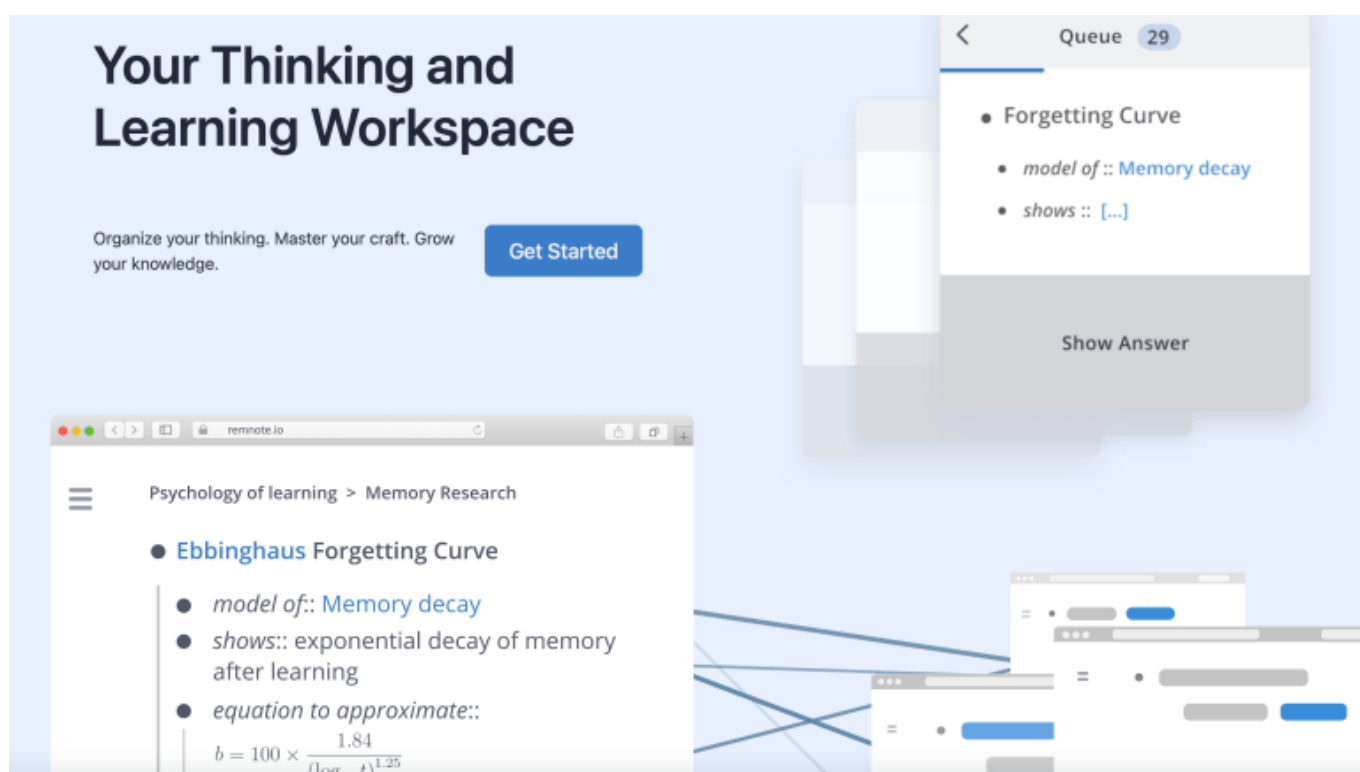 Your Thinking and
Learning Workspace
Organize your thinking. Master your craft. Grow
your knowledge.
Get Started
Queue 29
Forgetting Curve
model of :: Memory decay
shows :: [...]
Show Answer
remnote.io
Psychology of learning > Memory Research
Ebbinghaus Forgetting Curve
model of:: Memory decay
shows:: exponential decay of memory
after learning
equation to approximate::
b = 100 × 1.84